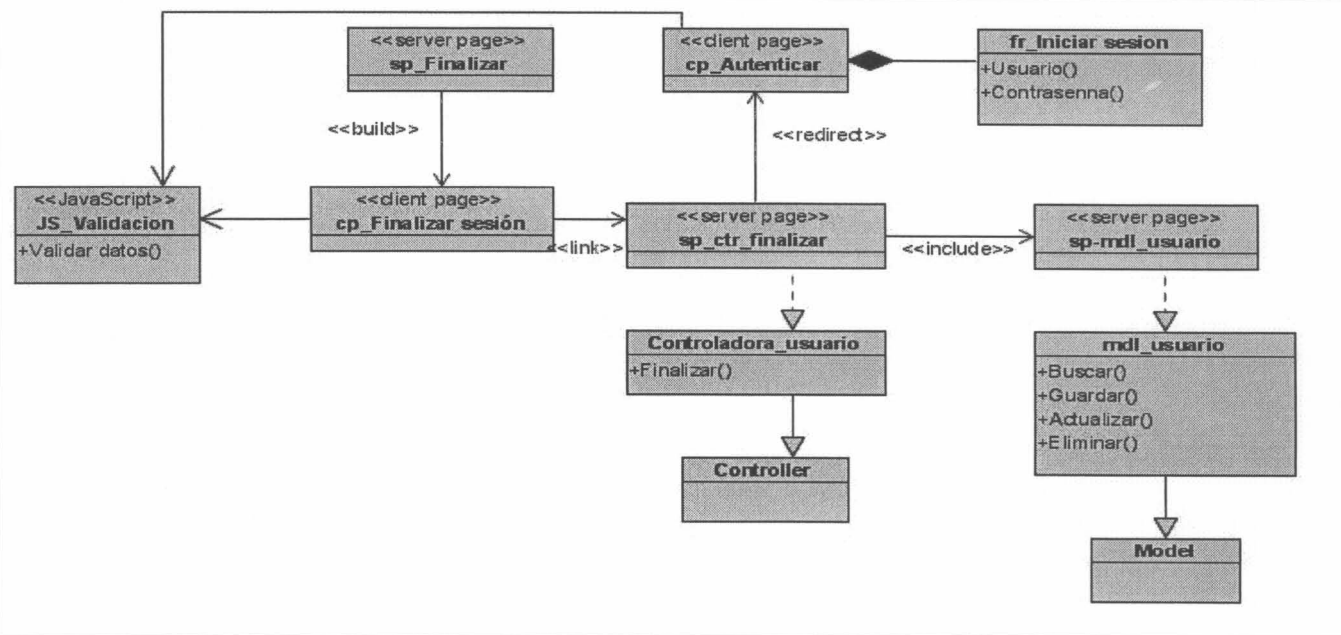 <<server page>>
sp_Finalizar
<<client page>>
cp_Autenticar
fr_Iniciar sesion
+Usuario()
+Contrasenna()
<<build>>
<<redirect>>
<<JavaScript>>
JS_Validacion
+Validar datos()
<<client page>>
cp_Finalizar sesión
<<link>>
<<server page>>
sp_ctr_finalizar
<<include>>
<<server page>>
sp-mdl_usuario
Controladora_usuario
+Finalizar()
mdl_usuario
+Buscar()
+Guardar()
+Actualizar()
+Eliminar()
Controller
Model